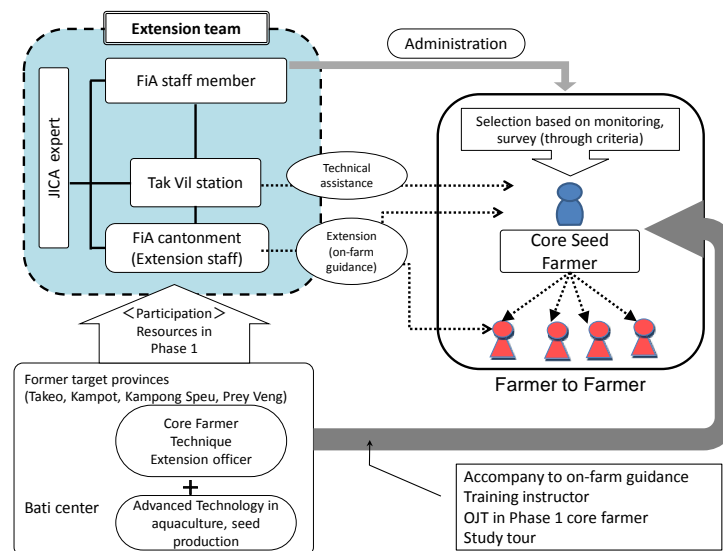 Extension team
Administration
FiA staff member
JICA expert
Tak Vil station
FiA cantonment
(Extension staff)
Technical
assistance
Extension
(on-farm
guidance)
Selection based on monitoring,
survey (through criteria)
Core Seed
Farmer
Farmer to Farmer
<Participation>
Resources in
Phase 1
Former target provinces
(Takeo, Kampot, Kampong Speu, Prey Veng)
Core Farmer
Technique
Extension officer
+
Bati center
Advanced Technology in
aquaculture, seed
production
Accompany to on-farm guidance
Training instructor
OJT in Phase 1 core farmer
Study tour